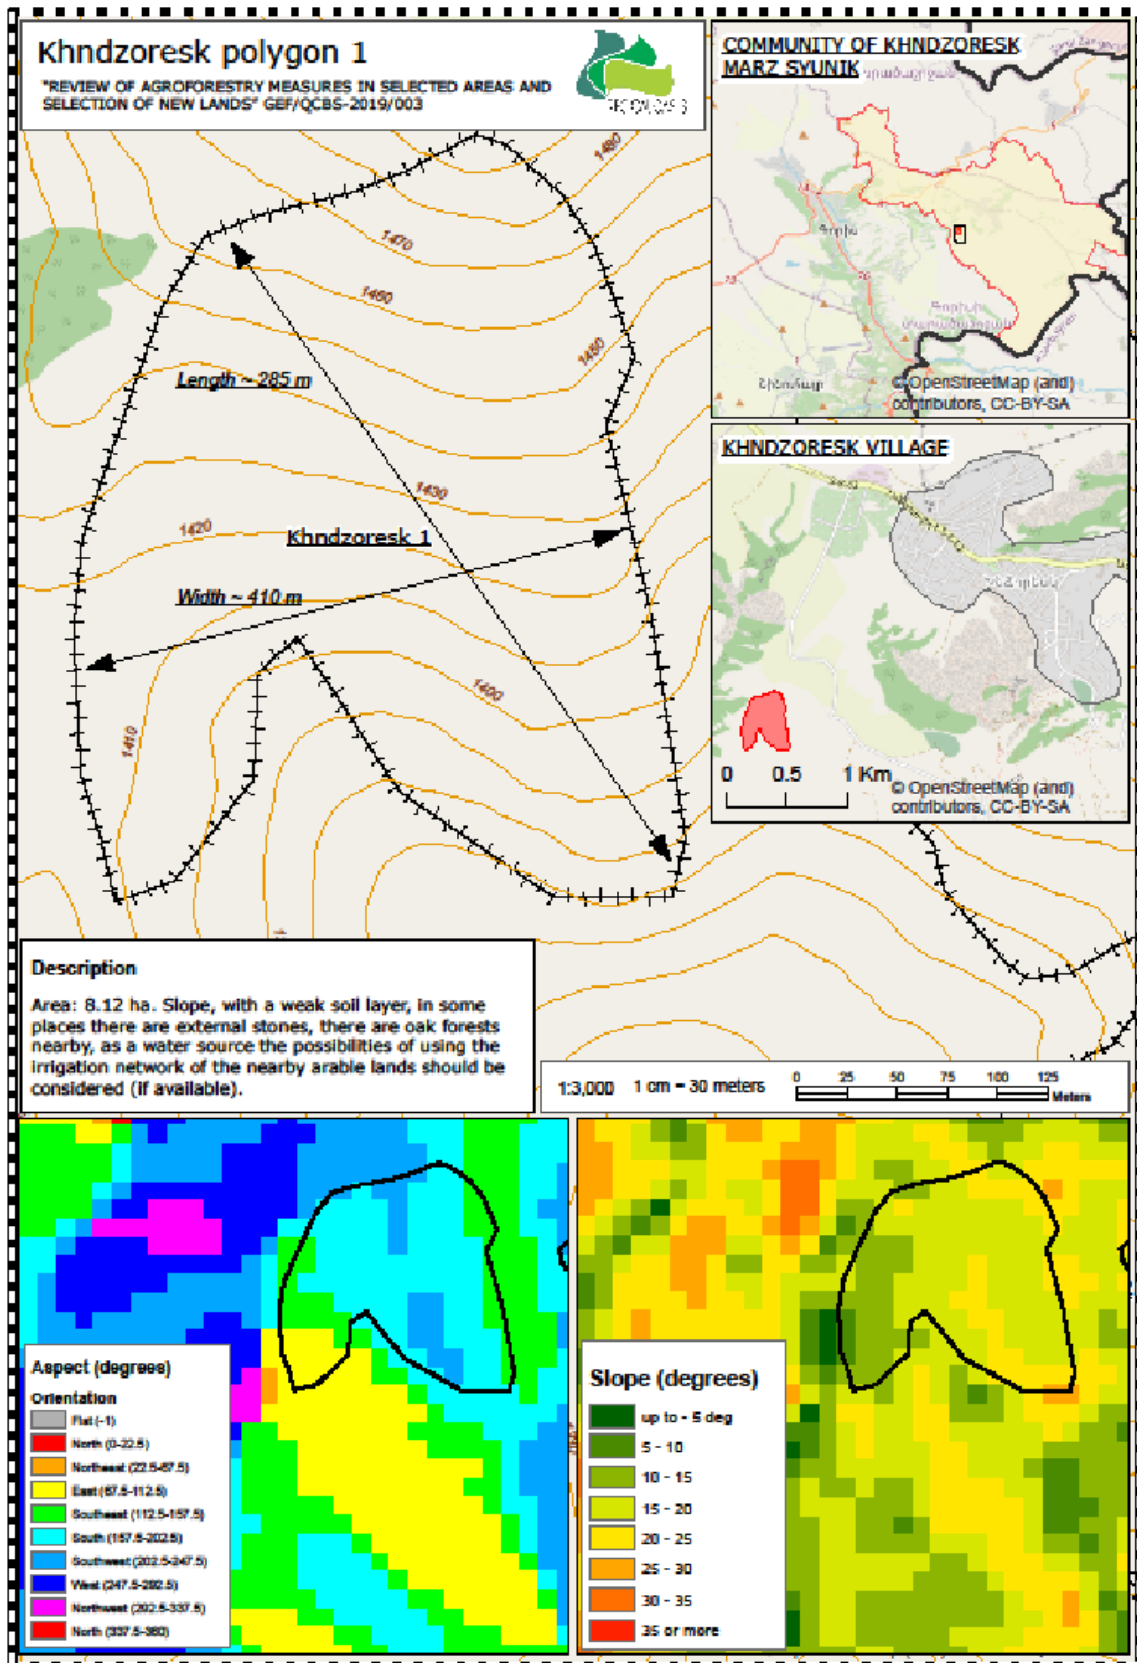 Khndzoresk polygon 1
"REVIEW OF AGROFORESTRY MEASURES IN SELECTED AREAS AND
SELECTION OF NEW LANDS" GEF/QCBS-2019/003
COMMUNITY OF KHNDZORESK
MARZ SYUNIK
Գորիս
© OpenStreetMap (and)
contributors, CC-BY-SA
1480
1470
1460
1450
Length ~ 285 m
1430
1420
Khndzoresk 1
Width ~ 410 m
1400
1410
KHNDZORESK VILLAGE
0 0.5 1 Km
© OpenStreetMap (and)
contributors, CC-BY-SA
Description
Area: 8.12 ha. Slope, with a weak soil layer, in some
places there are external stones, there are oak forests
nearby, as a water source the possibilities of using the
irrigation network of the nearby arable lands should be
considered (if available).
1:3,000 1 cm = 30 meters
0 25 50 75 100 125
Meters
Aspect (degrees)
Orientation
Flat (-1)
North (0-22.5)
Northeast (22.5-67.5)
East (67.5-112.5)
Southeast (112.5-157.5)
South (157.5-202.5)
Southwest (202.5-247.5)
West (247.5-292.5)
Northwest (292.5-337.5)
North (337.5-360)
Slope (degrees)
up to - 5 deg
5 - 10
10 - 15
15 - 20
20 - 25
25 - 30
30 - 35
35 or more